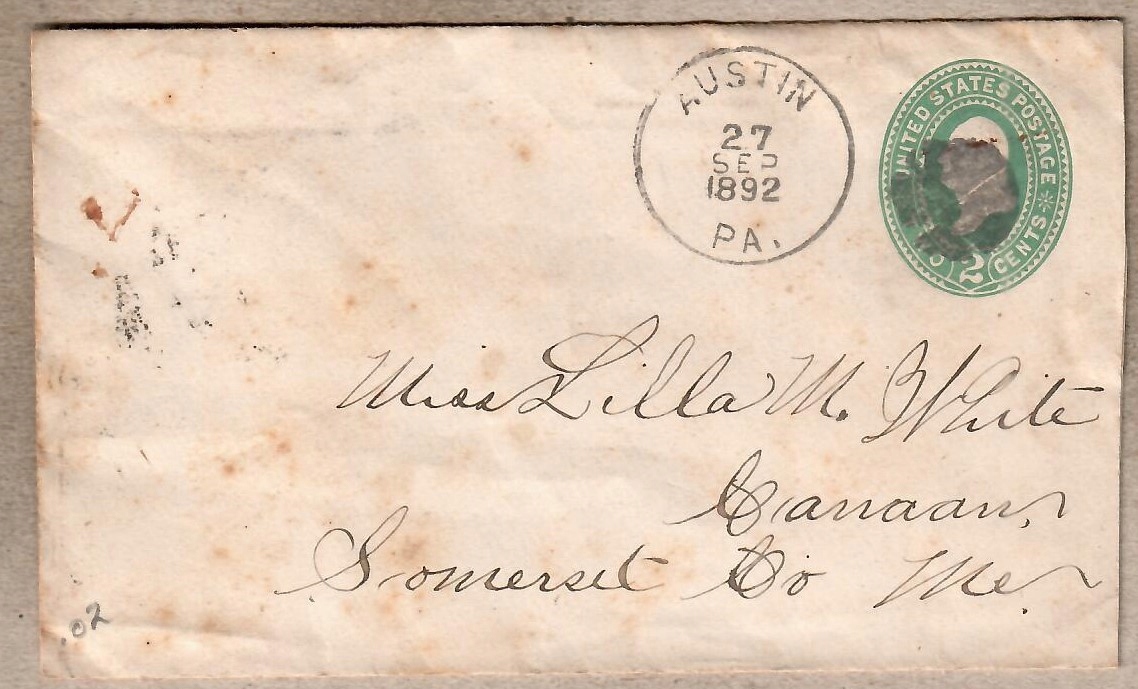 AUSTIN
27
SEP
1892
PA.
UNITED STATES POSTAGE
2 CENTS
Miss Lilla M. White
Canaan,
Somerset Co Me
.02